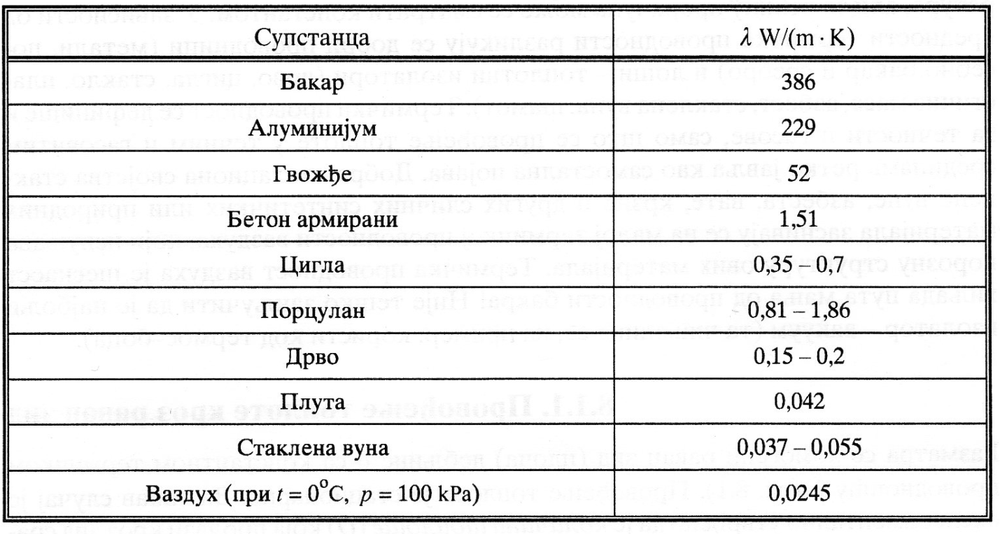 Супстанца λ W/(m · K)
Бакар 386
Алуминијум 229
Гвожђе 52
Бетон армирани 1,51
Цигла 0,35 – 0,7
Порцулан 0,81 – 1,86
Дрво 0,15 – 0,2
Плута 0,042
Стаклена вуна 0,037 – 0,055
Ваздух (при t = 0°C, p = 100 kPa) 0,0245